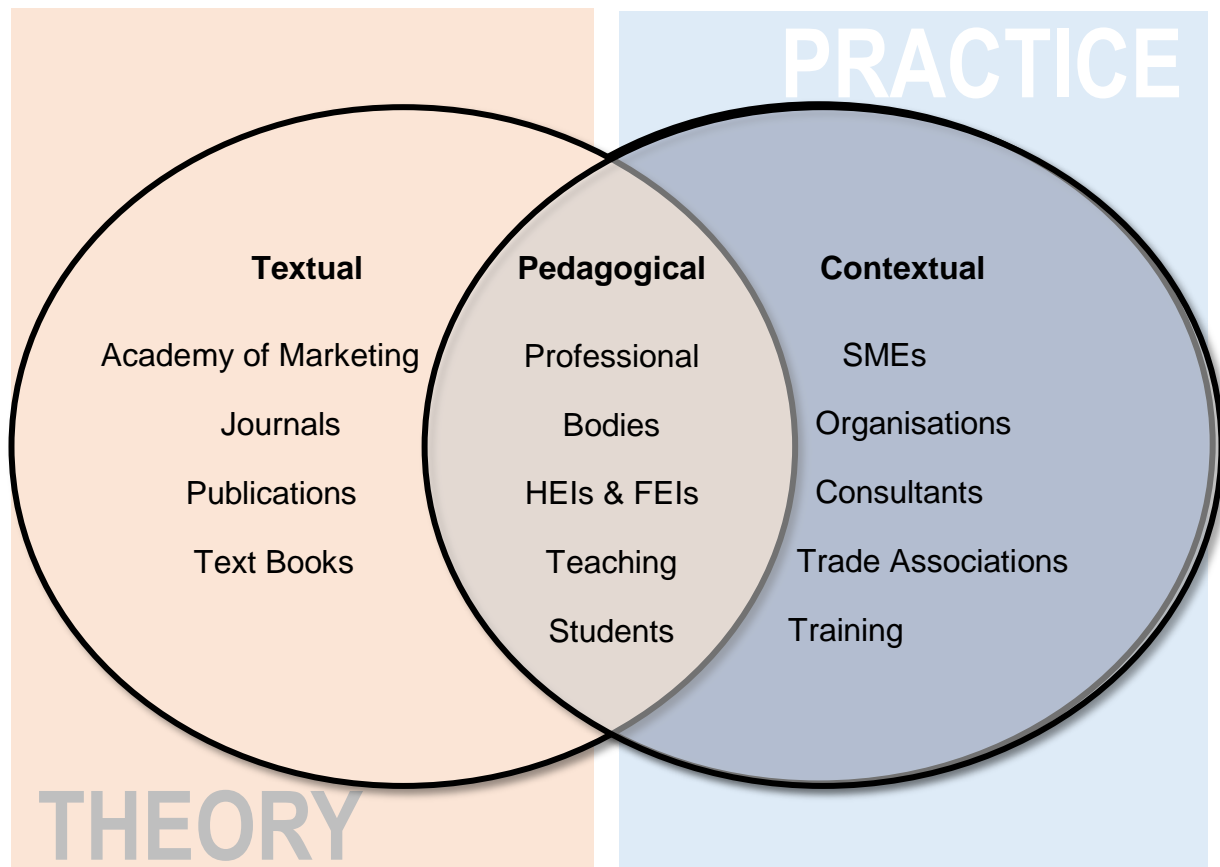 PRACTICE
Textual
Academy of Marketing
Journals
Publications
Text Books
Pedagogical
Professional
Bodies
HEIs & FEIs
Teaching
Students
Contextual
SMEs
Organisations
Consultants
Trade Associations
Training
THEORY